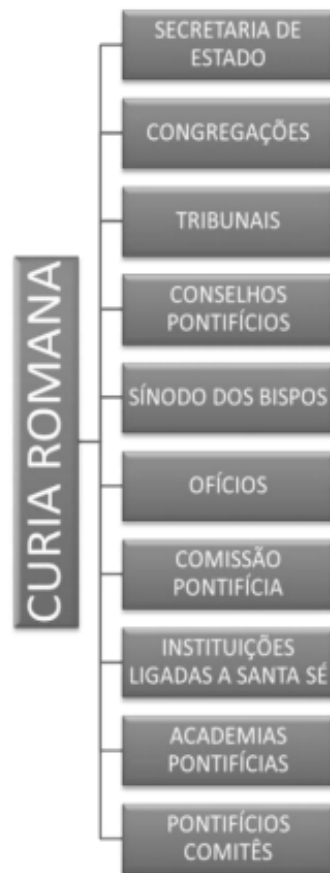 CURIA ROMANA
SECRETARIA DE
ESTADO
CONGREGAÇÕES
TRIBUNAIS
CONSELHOS
PONTIFÍCIOS
SÍNODO DOS BISPOS
OFÍCIOS
COMISSÃO
PONTIFÍCIA
INSTITUIÇÕES
LIGADAS A SANTA SÉ
ACADEMIAS
PONTIFÍCIAS
PONTIFÍCIOS
COMITÊS